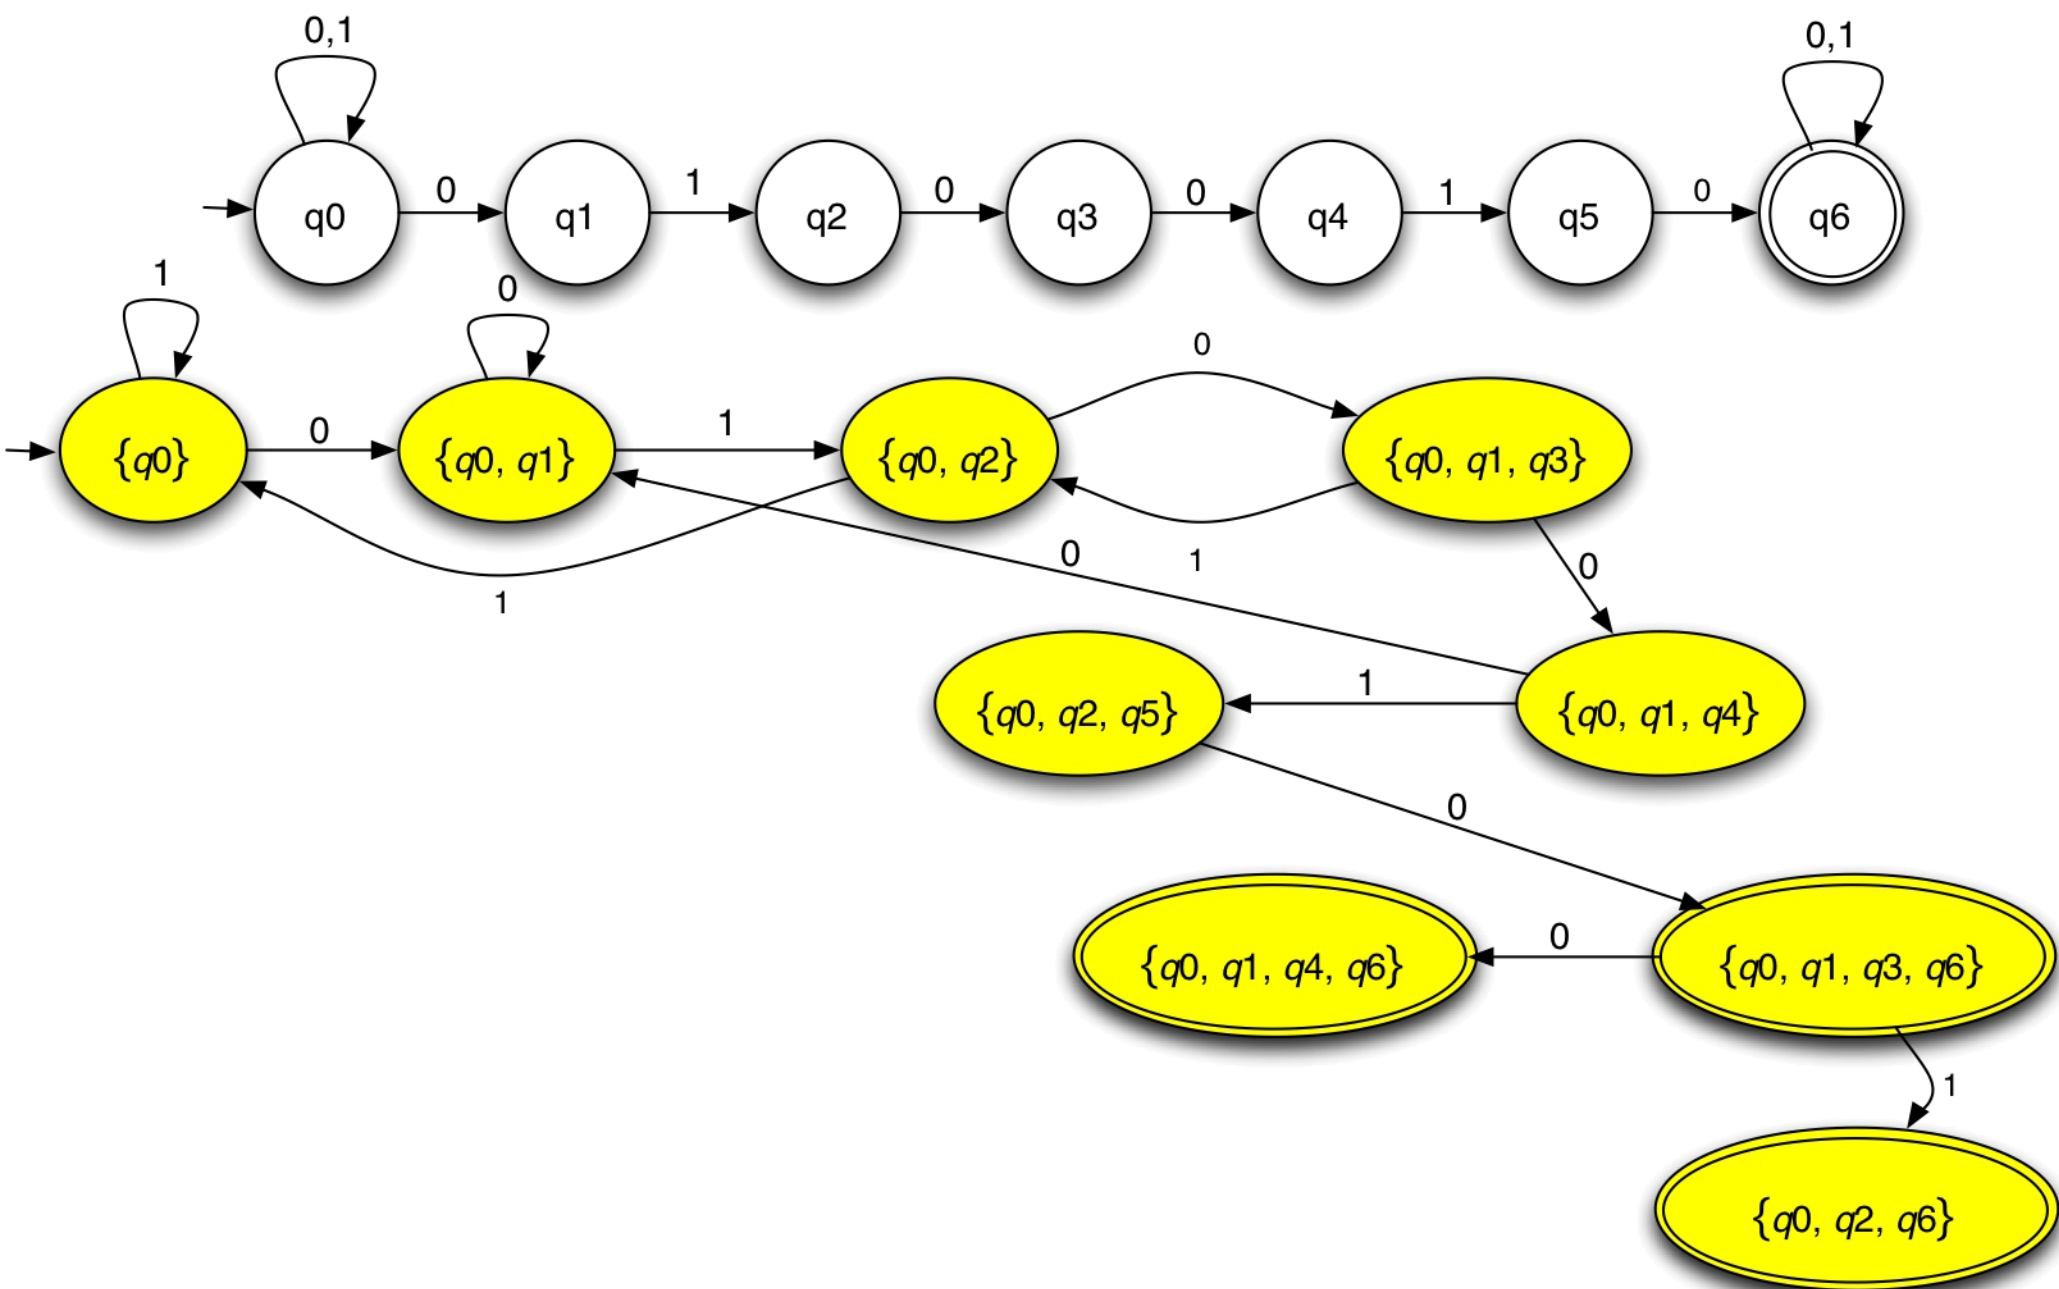 0,1 0,1
q0 0 q1 1 q2 0 q3 0 q4 1 q5 0 q6
1 0 0
{q0} 0 {q0, q1} 1 {q0, q2} {q0, q1, q3}
0 1 0
1
{q0, q2, q5} 1 {q0, q1, q4}
0
{q0, q1, q4, q6} 0 {q0, q1, q3, q6}
1
{q0, q2, q6}